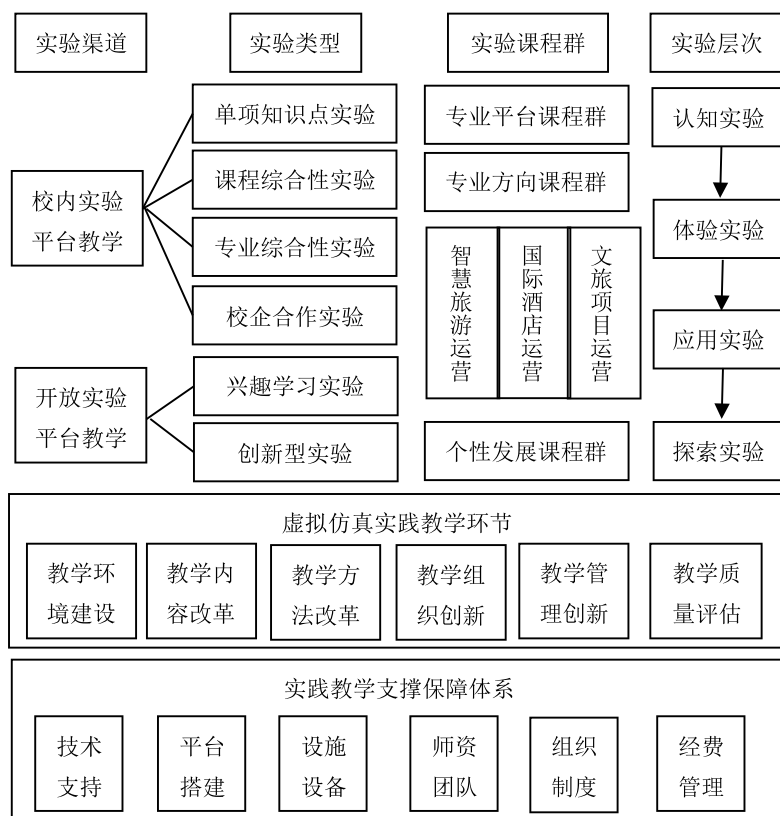 实验渠道
实验类型
实验课程群
实验层次
校内实验
平台教学
开放实验
平台教学
单项知识点实验
课程综合性实验
专业综合性实验
校企合作实验
兴趣学习实验
创新型实验
专业平台课程群
专业方向课程群
智慧旅游运营
国际酒店运营
文旅项目运营
个性发展课程群
认知实验
体验实验
应用实验
探索实验
虚拟仿真实践教学环节
教学环
境建设
教学内
容改革
教学方
法改革
教学组
织创新
教学管
理创新
教学质
量评估
实践教学支撑保障体系
技术
支持
平台
搭建
设施
设备
师资
团队
组织
制度
经费
管理